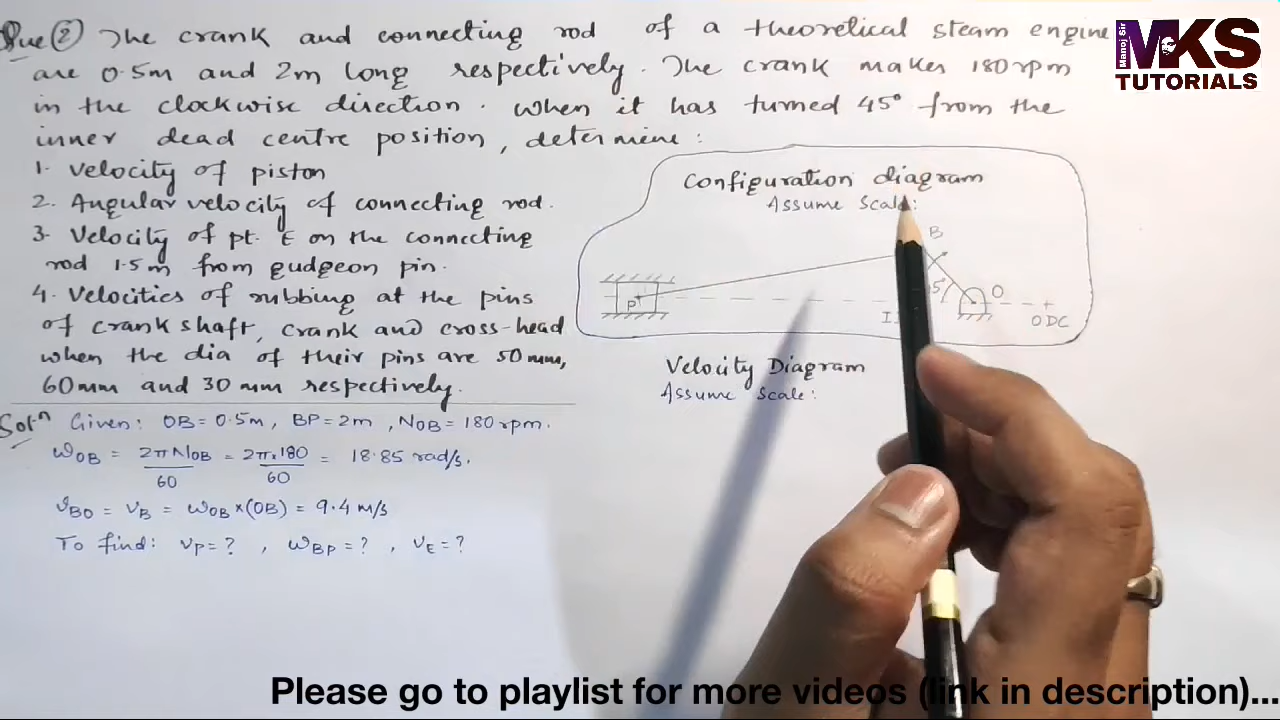 Que② The crank and connecting rod of a theoretical steam engine
are 0.5m and 2m long respectively. The crank makes 180rpm
in the clockwise direction. When it has turned 45° from the
inner dead centre position, determine:
1. Velocity of piston
2. Angular velocity of connecting rod.
3. Velocity of pt. E on the connecting
rod 1.5m from gudgeon pin.
4. Velocities of rubbing at the pins
of crank shaft, crank and cross-head
when the dia of their pins are 50mm,
60mm and 30mm respectively.
Solⁿ Given: OB = 0.5m, BP = 2m, NOB = 180 rpm.
ωOB = 2πNOB/60 = 2π×180/60 = 18.85 rad/s.
vBO = vB = ωOB×(OB) = 9.4 m/s
To find: vP = ?, ωBP = ?, vE = ?
Configuration diagram
Assume Scale:
B
P
O
ODC
Velocity Diagram
Assume Scale:
Manoj Sir
MKS
TUTORIALS
Please go to playlist for more videos (link in description)...